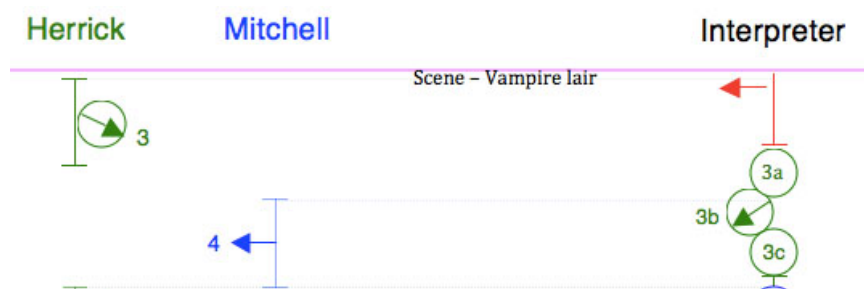 Herrick Mitchell Interpreter
Scene – Vampire lair
3
3a
3b
4
3c